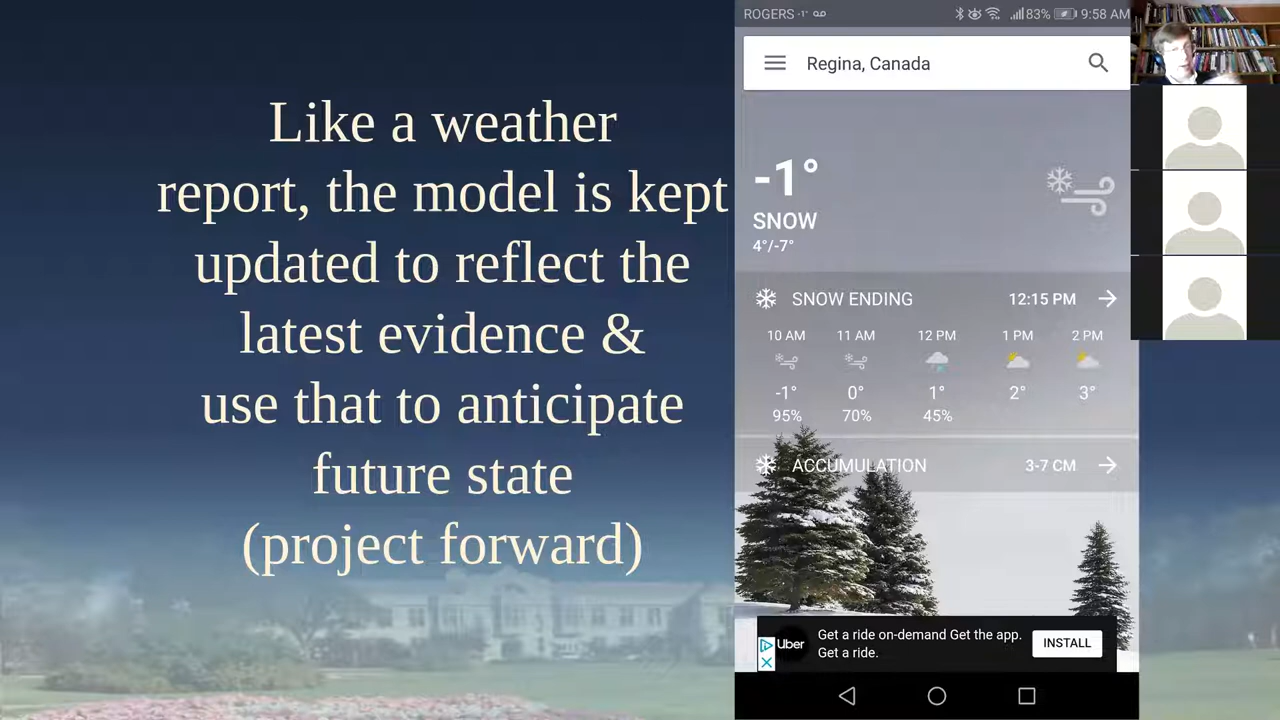 Like a weather
report, the model is kept
updated to reflect the
latest evidence &
use that to anticipate
future state
(project forward)
ROGERS -1° 83% 9:58 AM
Regina, Canada
-1°
SNOW
4°/-7°
SNOW ENDING 12:15 PM
10 AM 11 AM 12 PM 1 PM 2 PM
-1° 0° 1° 2° 3°
95% 70% 45%
ACCUMULATION 3-7 CM
Uber Get a ride on-demand Get the app.
Get a ride.
INSTALL